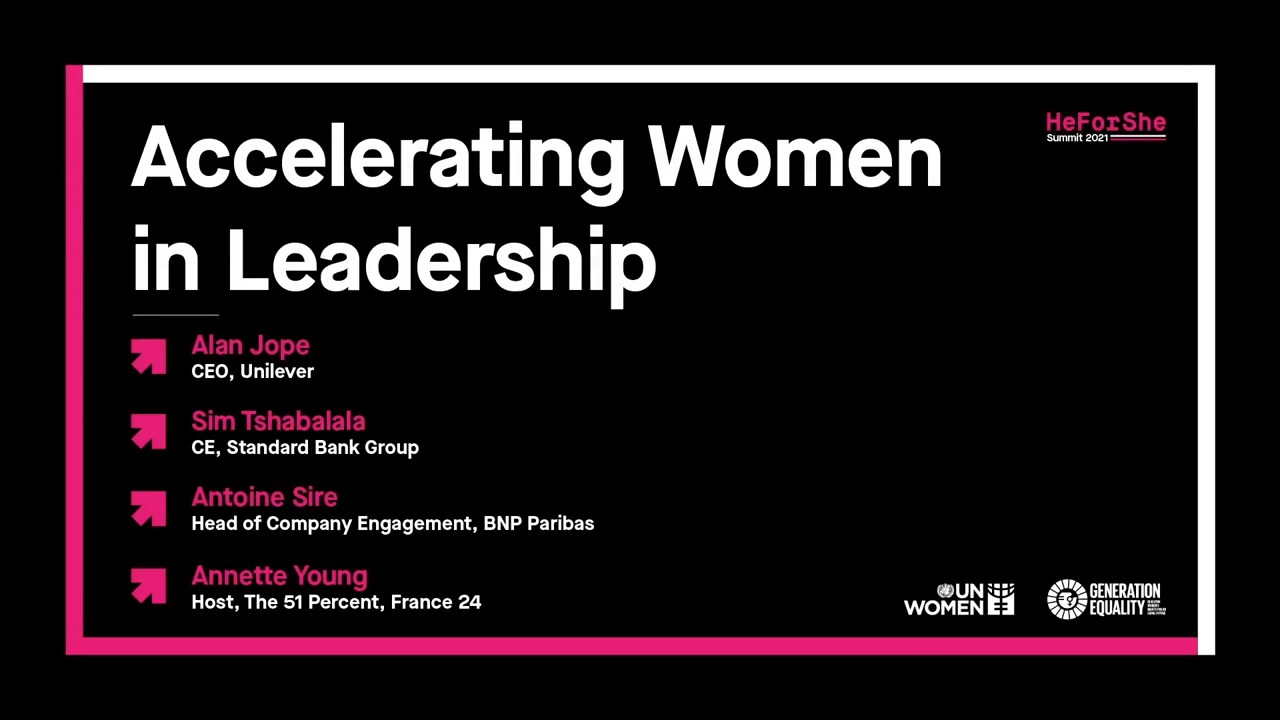 HeForShe
Summit 2021
Accelerating Women
in Leadership
Alan Jope
CEO, Unilever
Sim Tshabalala
CE, Standard Bank Group
Antoine Sire
Head of Company Engagement, BNP Paribas
Annette Young
Host, The 51 Percent, France 24
UN
WOMEN
GENERATION
EQUALITY